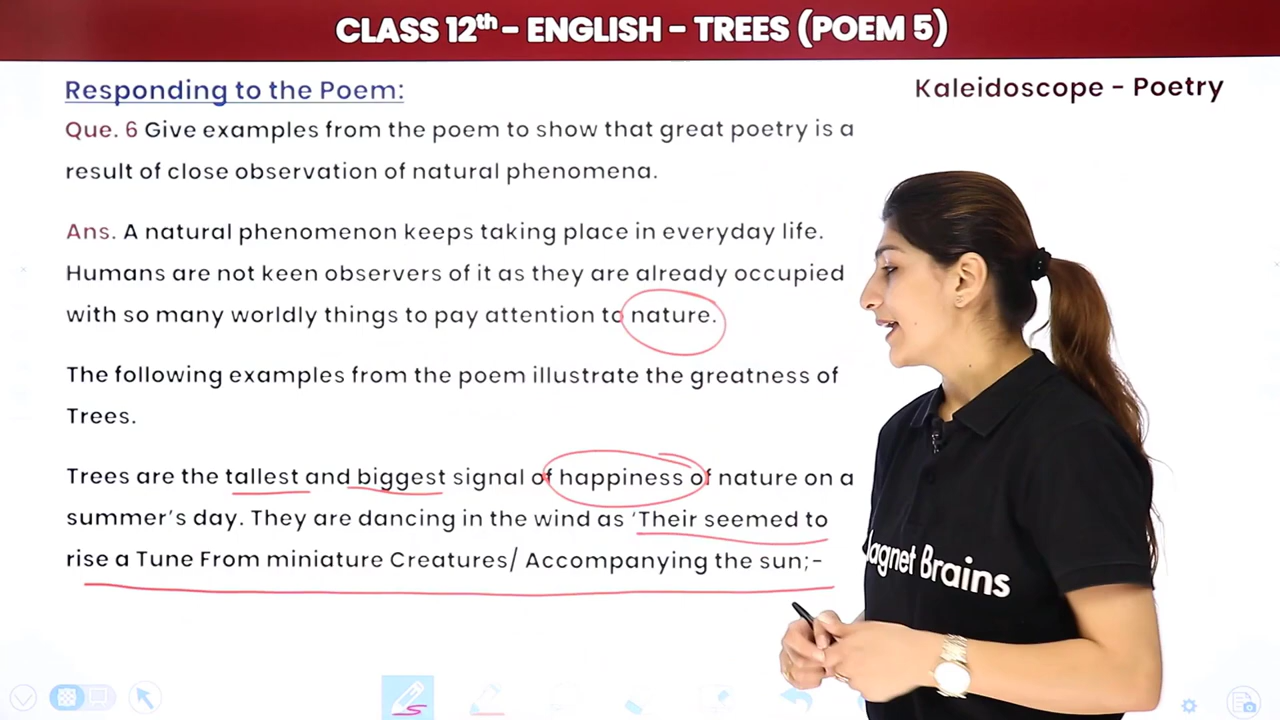 CLASS 12th - ENGLISH - TREES (POEM 5)
Responding to the Poem:
Kaleidoscope - Poetry
Que. 6 Give examples from the poem to show that great poetry is a
result of close observation of natural phenomena.
Ans. A natural phenomenon keeps taking place in everyday life.
Humans are not keen observers of it as they are already occupied
with so many worldly things to pay attention to nature.
The following examples from the poem illustrate the greatness of
Trees.
Trees are the tallest and biggest signal of happiness of nature on a
summer's day. They are dancing in the wind as 'Their seemed to
rise a Tune From miniature Creatures/ Accompanying the sun;-
Magnet Brains